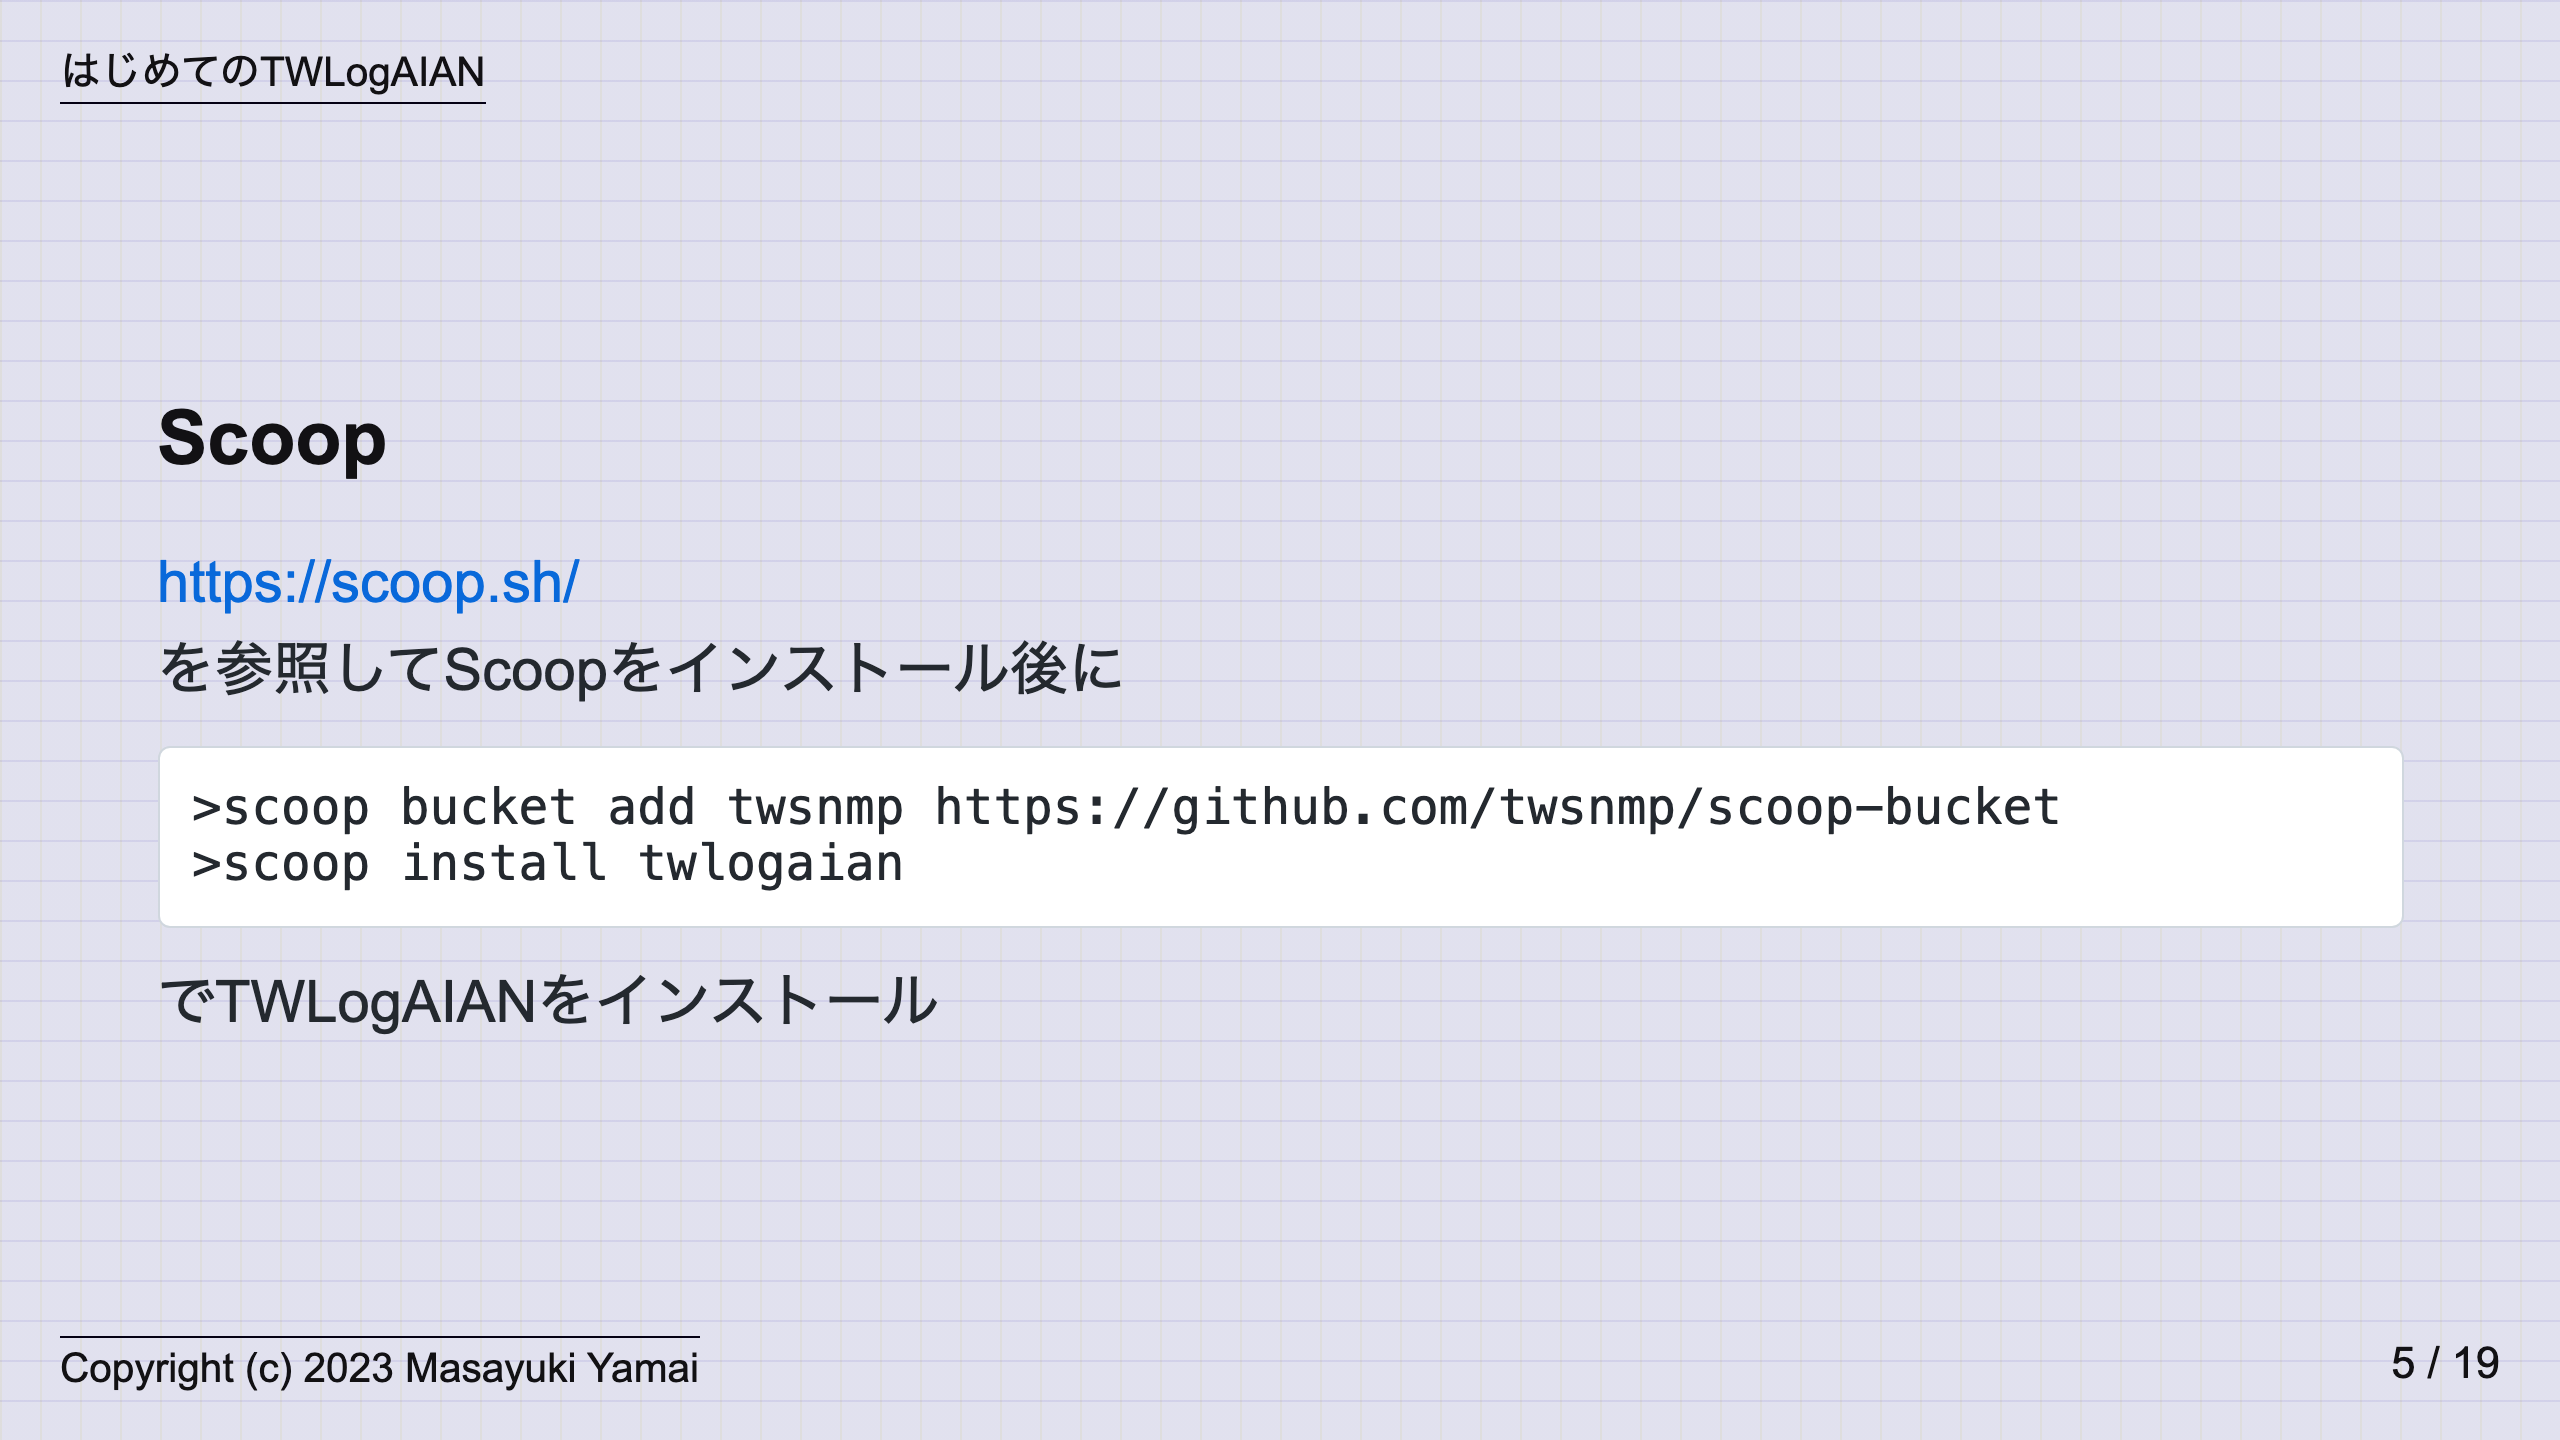 はじめてのTWLogAIAN
Scoop
https://scoop.sh/
を参照してScoopをインストール後に
>scoop bucket add twsnmp https://github.com/twsnmp/scoop-bucket
>scoop install twlogaian
でTWLogAIANをインストール
Copyright (c) 2023 Masayuki Yamai
5 / 19